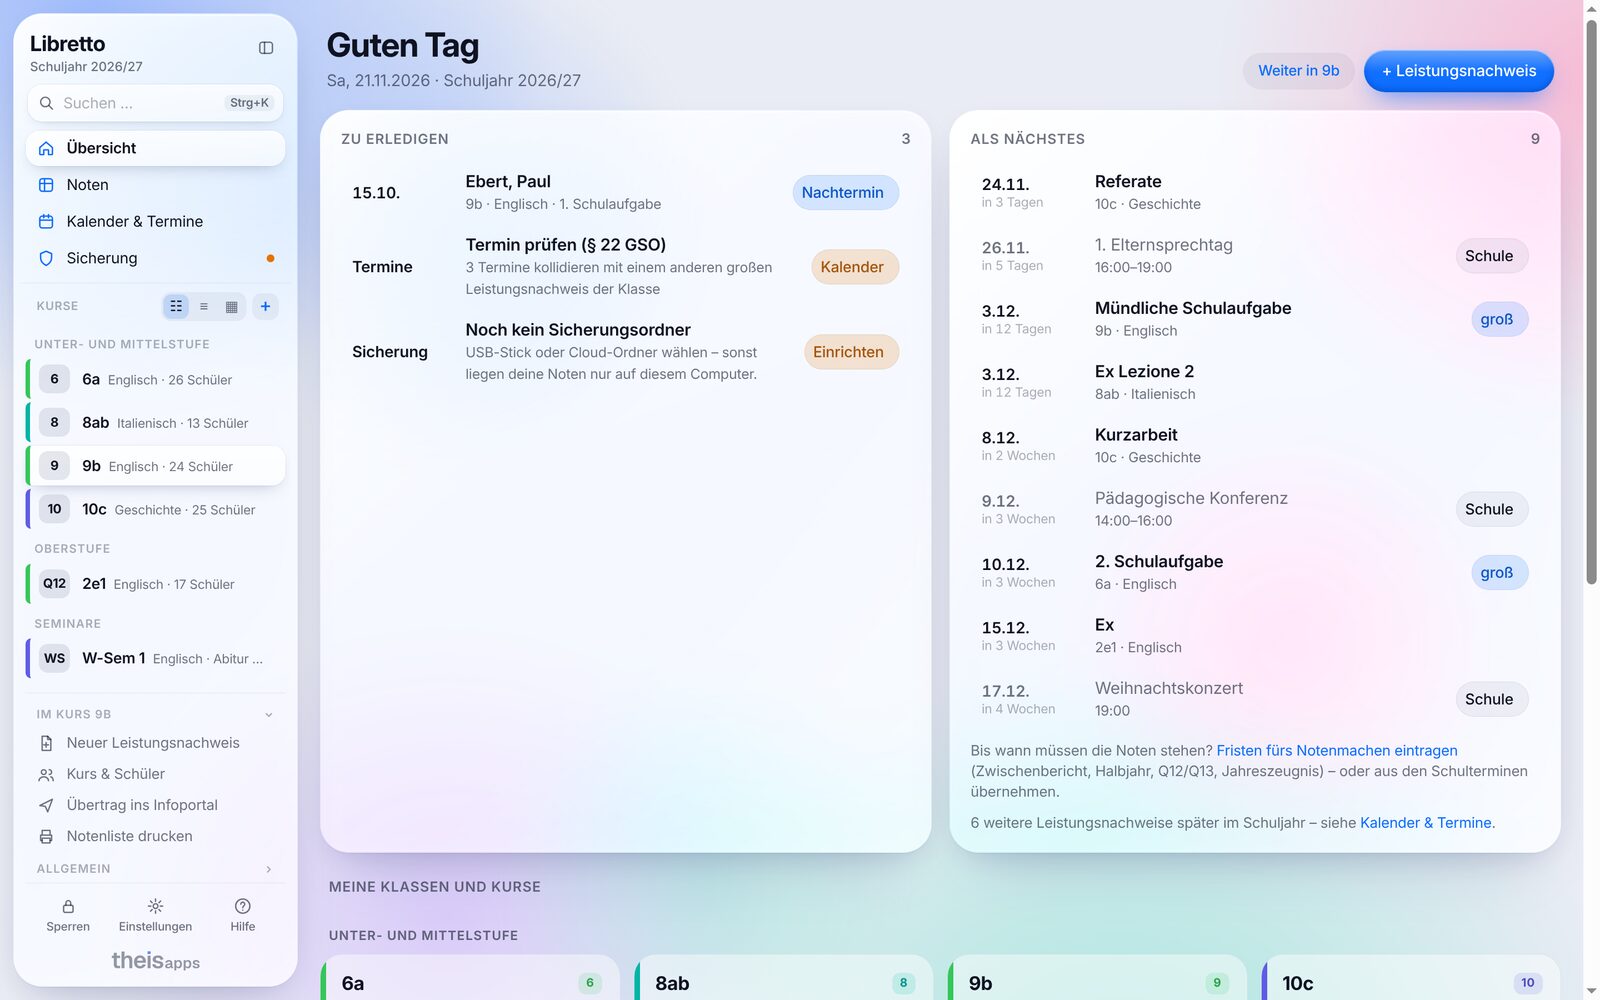 Libretto
Schuljahr 2026/27
Suchen ...
Strg+K
Übersicht
Noten
Kalender & Termine
Sicherung
KURSE
UNTER- UND MITTELSTUFE
6 6a Englisch · 26 Schüler
8 8ab Italienisch · 13 Schüler
9 9b Englisch · 24 Schüler
10 10c Geschichte · 25 Schüler
OBERSTUFE
Q12 2e1 Englisch · 17 Schüler
SEMINARE
WS W-Sem 1 Englisch · Abitur ...
IM KURS 9B
Neuer Leistungsnachweis
Kurs & Schüler
Übertrag ins Infoportal
Notenliste drucken
ALLGEMEIN
Sperren Einstellungen Hilfe
theisapps
Guten Tag
Sa, 21.11.2026 · Schuljahr 2026/27
Weiter in 9b
+ Leistungsnachweis
ZU ERLEDIGEN 3
15.10.
Ebert, Paul
9b · Englisch · 1. Schulaufgabe
Nachtermin
Termine
Termin prüfen (§ 22 GSO)
3 Termine kollidieren mit einem anderen großen
Leistungsnachweis der Klasse
Kalender
Sicherung
Noch kein Sicherungsordner
USB-Stick oder Cloud-Ordner wählen – sonst
liegen deine Noten nur auf diesem Computer.
Einrichten
ALS NÄCHSTES 9
24.11.
in 3 Tagen
Referate
10c · Geschichte
26.11.
in 5 Tagen
1. Elternsprechtag
16:00–19:00
Schule
3.12.
in 12 Tagen
Mündliche Schulaufgabe
9b · Englisch
groß
3.12.
in 12 Tagen
Ex Lezione 2
8ab · Italienisch
8.12.
in 2 Wochen
Kurzarbeit
10c · Geschichte
9.12.
in 3 Wochen
Pädagogische Konferenz
14:00–16:00
Schule
10.12.
in 3 Wochen
2. Schulaufgabe
6a · Englisch
groß
15.12.
in 3 Wochen
Ex
2e1 · Englisch
17.12.
in 4 Wochen
Weihnachtskonzert
19:00
Schule
Bis wann müssen die Noten stehen? Fristen fürs Notenmachen eintragen
(Zwischenbericht, Halbjahr, Q12/Q13, Jahreszeugnis) – oder aus den Schulterminen
übernehmen.
6 weitere Leistungsnachweise später im Schuljahr – siehe Kalender & Termine.
MEINE KLASSEN UND KURSE
UNTER- UND MITTELSTUFE
6a 6
8ab 8
9b 9
10c 10